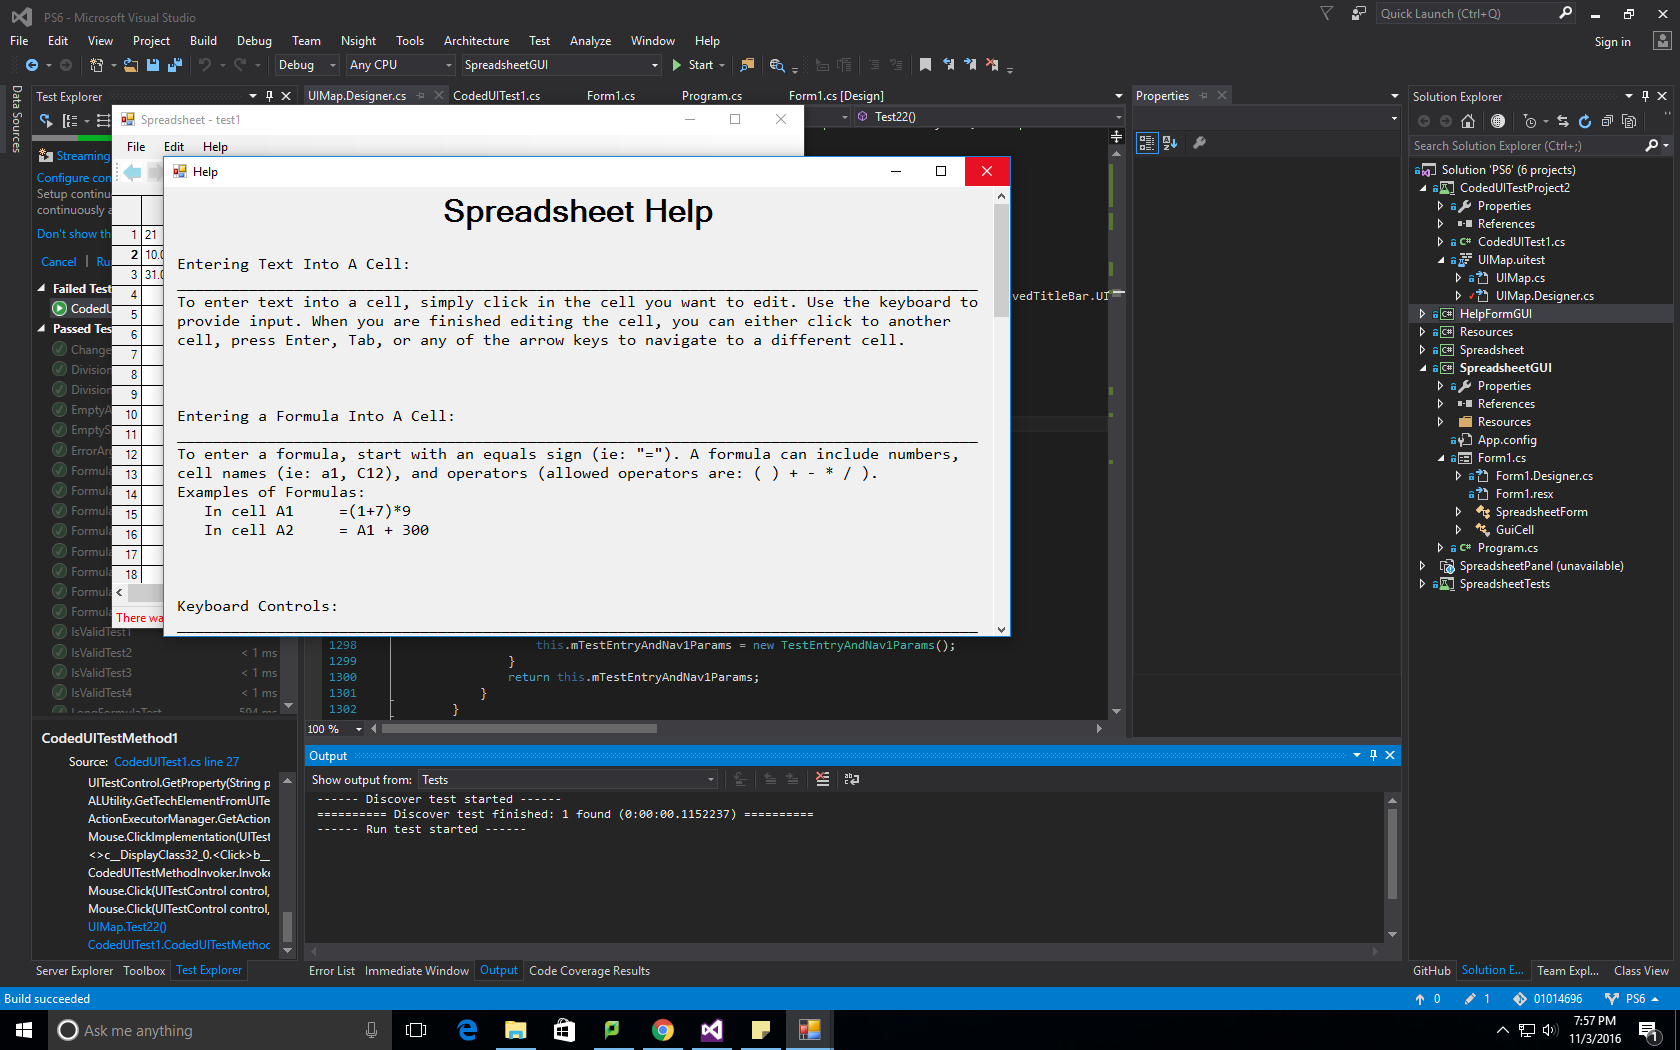 PS6 - Microsoft Visual Studio
Quick Launch (Ctrl+Q)
File Edit View Project Build Debug Team Nsight Tools Architecture Test Analyze Window Help
Sign in
Debug Any CPU SpreadsheetGUI Start
Data Sources
Test Explorer
UIMap.Designer.cs CodedUITest1.cs Form1.cs Program.cs Form1.cs [Design]
Test22()
Streaming
Configure con
Setup continu
continuously a
Don't show th
Cancel Ru
Failed Test
CodedU
Passed Tes
Change
Division
Division
EmptyA
EmptyS
ErrorArg
Formula
Formula
Formula
Formula
Formula
Formula
Formula
Formula
IsValidTest1
IsValidTest2 < 1 ms
IsValidTest3 < 1 ms
IsValidTest4 < 1 ms
LongFormulaTest 594 ms
Spreadsheet - test1
File Edit Help
1 21
2 10.0
3 31.0
4
5
6
7
8
9
10
11
12
13
14
15
16
17
18
There wa
Help
Spreadsheet Help
Entering Text Into A Cell:
To enter text into a cell, simply click in the cell you want to edit. Use the keyboard to
provide input. When you are finished editing the cell, you can either click to another
cell, press Enter, Tab, or any of the arrow keys to navigate to a different cell.
Entering a Formula Into A Cell:
To enter a formula, start with an equals sign (ie: "="). A formula can include numbers,
cell names (ie: a1, C12), and operators (allowed operators are: ( ) + - * / ).
Examples of Formulas:
In cell A1 =(1+7)*9
In cell A2 = A1 + 300
Keyboard Controls:
vedTitleBar.UI
1298 this.mTestEntryAndNav1Params = new TestEntryAndNav1Params();
1299 }
1300 return this.mTestEntryAndNav1Params;
1301 }
1302 }
100 %
CodedUITestMethod1
Source: CodedUITest1.cs line 27
UITestControl.GetProperty(String p
ALUtility.GetTechElementFromUITe
ActionExecutorManager.GetAction
Mouse.ClickImplementation(UITest
<>c__DisplayClass32_0.<Click>b__
CodedUITestMethodInvoker.Invoke
Mouse.Click(UITestControl control,
Mouse.Click(UITestControl control,
UIMap.Test22()
CodedUITest1.CodedUITestMethod
Server Explorer Toolbox Test Explorer
Output
Show output from: Tests
------ Discover test started ------
========== Discover test finished: 1 found (0:00:00.1152237) ==========
------ Run test started ------
Error List Immediate Window Output Code Coverage Results
Properties
Solution Explorer
Search Solution Explorer (Ctrl+;)
Solution 'PS6' (6 projects)
CodedUITestProject2
Properties
References
CodedUITest1.cs
UIMap.uitest
UIMap.cs
UIMap.Designer.cs
HelpFormGUI
Resources
Spreadsheet
SpreadsheetGUI
Properties
References
Resources
App.config
Form1.cs
Form1.Designer.cs
Form1.resx
SpreadsheetForm
GuiCell
Program.cs
SpreadsheetPanel (unavailable)
SpreadsheetTests
GitHub Solution E... Team Expl... Class View
Build succeeded
0 1 01014696 PS6
Ask me anything
7:57 PM
11/3/2016
1